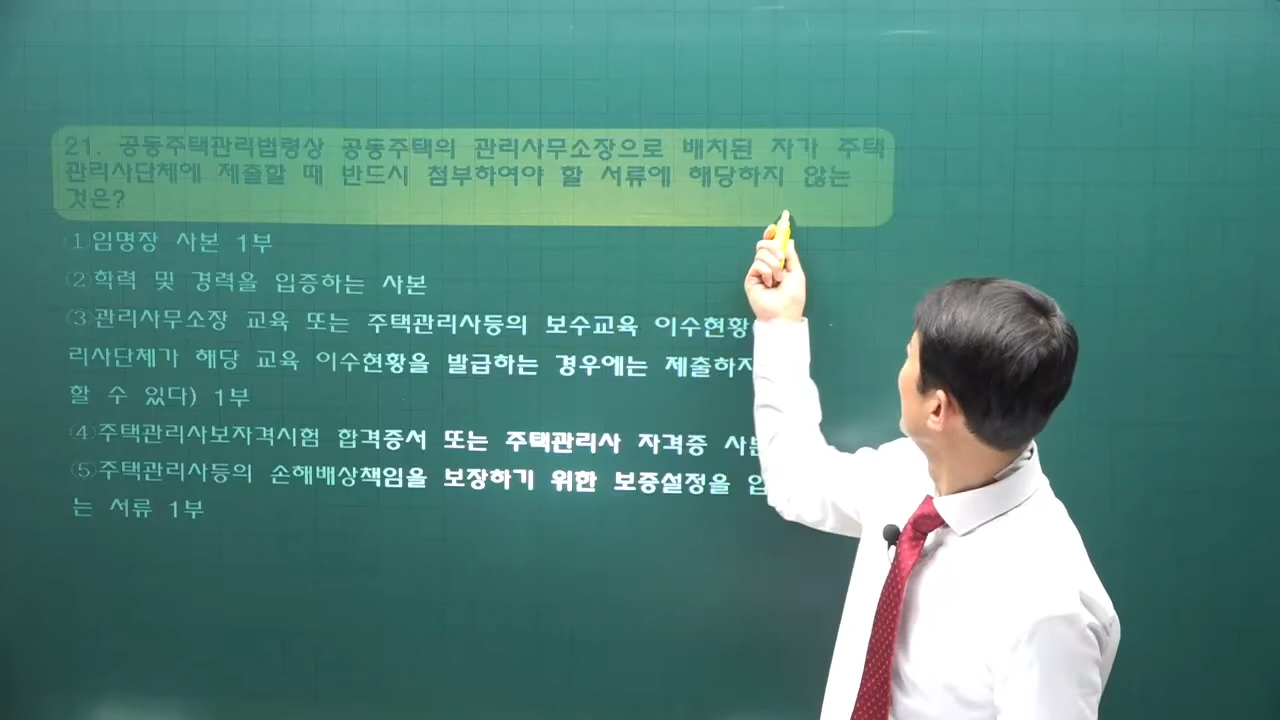 21. 공동주택관리법령상 공동주택의 관리사무소장으로 배치된 자가 주택
관리사단체에 제출할 때 반드시 첨부하여야 할 서류에 해당하지 않는
것은?
①임명장 사본 1부
②학력 및 경력을 입증하는 사본
③관리사무소장 교육 또는 주택관리사등의 보수교육 이수현황(
리사단체가 해당 교육 이수현황을 발급하는 경우에는 제출하지
할 수 있다) 1부
④주택관리사보자격시험 합격증서 또는 주택관리사 자격증
⑤주택관리사등의 손해배상책임을 보장하기 위한 보증설정을
는 서류 1부